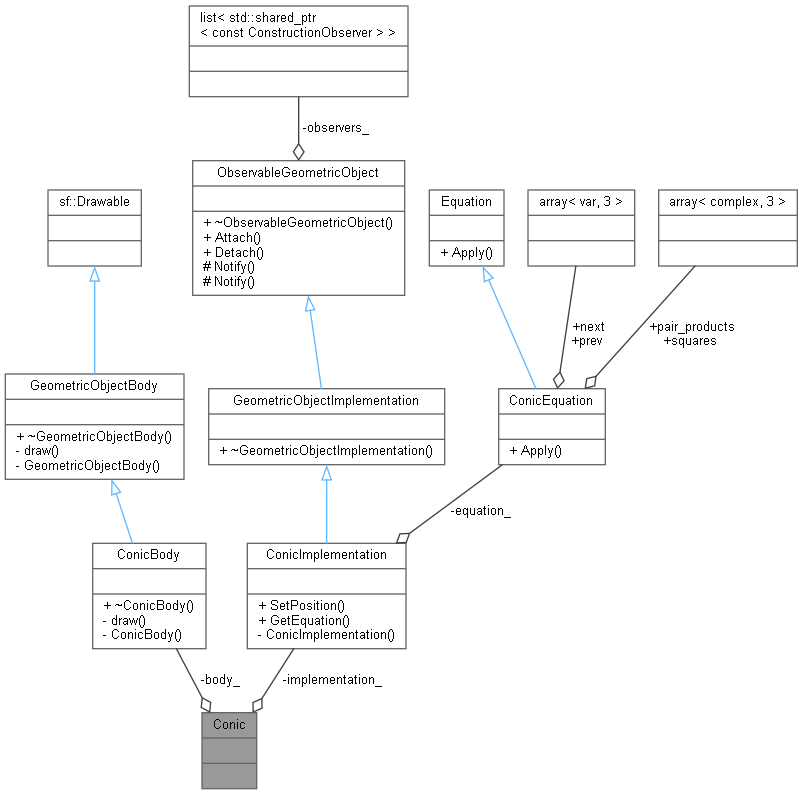 list< std::shared_ptr
< const ConstructionObserver > >
-observers_
ObservableGeometricObject
+ ~ObservableGeometricObject()
+ Attach()
+ Detach()
# Notify()
# Notify()
sf::Drawable
Equation
+ Apply()
array< var, 3 >
array< complex, 3 >
+next
+prev
+pair_products
+squares
GeometricObjectBody
+ ~GeometricObjectBody()
- draw()
- GeometricObjectBody()
GeometricObjectImplementation
+ ~GeometricObjectImplementation()
ConicEquation
+ Apply()
-equation_
ConicBody
+ ~ConicBody()
- draw()
- ConicBody()
ConicImplementation
+ SetPosition()
+ GetEquation()
- ConicImplementation()
-body_
-implementation_
Conic